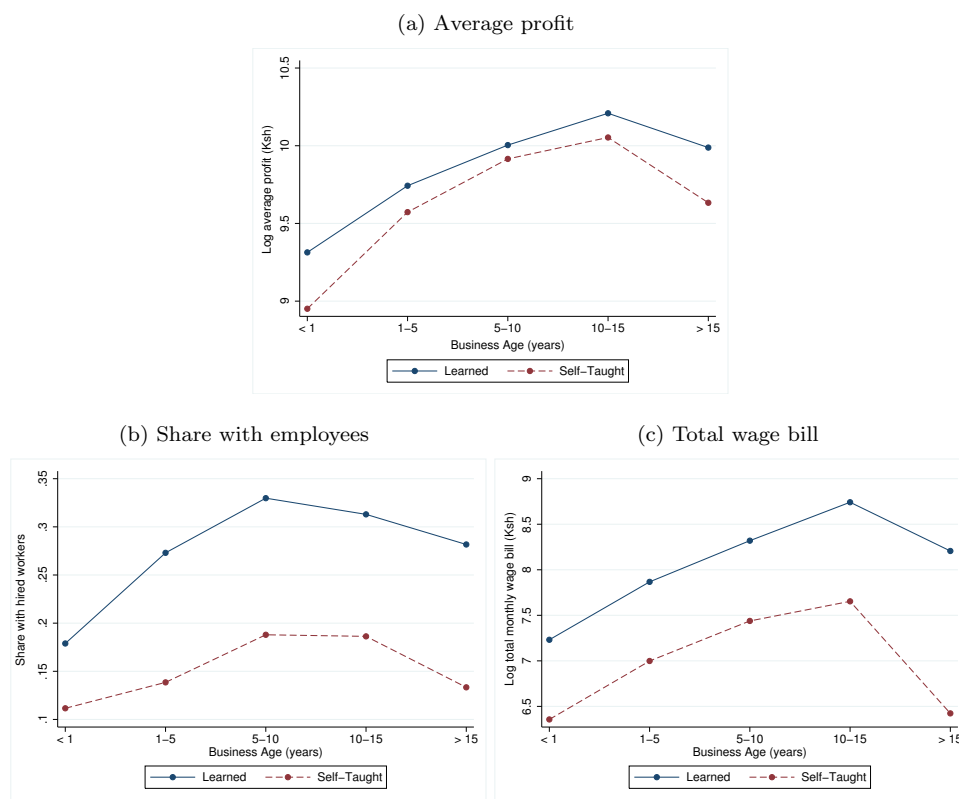 (a) Average profit
10.5
10
9.5
9
Log average profit (Ksh)
< 1
1−5
5−10
10−15
> 15
Business Age (years)
Learned
Self−Taught
(b) Share with employees
.35
.3
.25
.2
.15
.1
Share with hired workers
< 1
1−5
5−10
10−15
> 15
Business Age (years)
Learned
Self−Taught
(c) Total wage bill
9
8.5
8
7.5
7
6.5
Log total monthly wage bill (Ksh)
< 1
1−5
5−10
10−15
> 15
Business Age (years)
Learned
Self−Taught